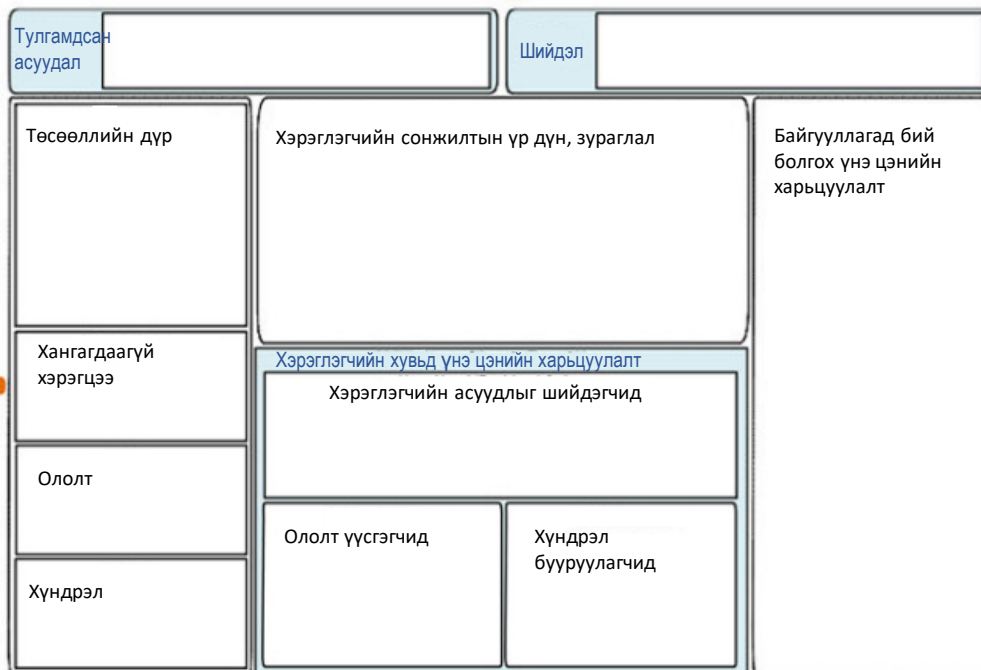 Тулгамдсан
асуудал
Шийдэл
Төсөөллийн дүр
Хэрэглэгчийн сонжилтын үр дүн, зураглал
Байгууллагад бий
болгох үнэ цэнийн
харьцуулалт
Хангагдаагүй
хэрэгцээ
Ололт
Хүндрэл
Хэрэглэгчийн хувьд үнэ цэнийн харьцуулалт
Хэрэглэгчийн асуудлыг шийдэгчид
Ололт үүсгэгчид
Хүндрэл
бууруулагчид